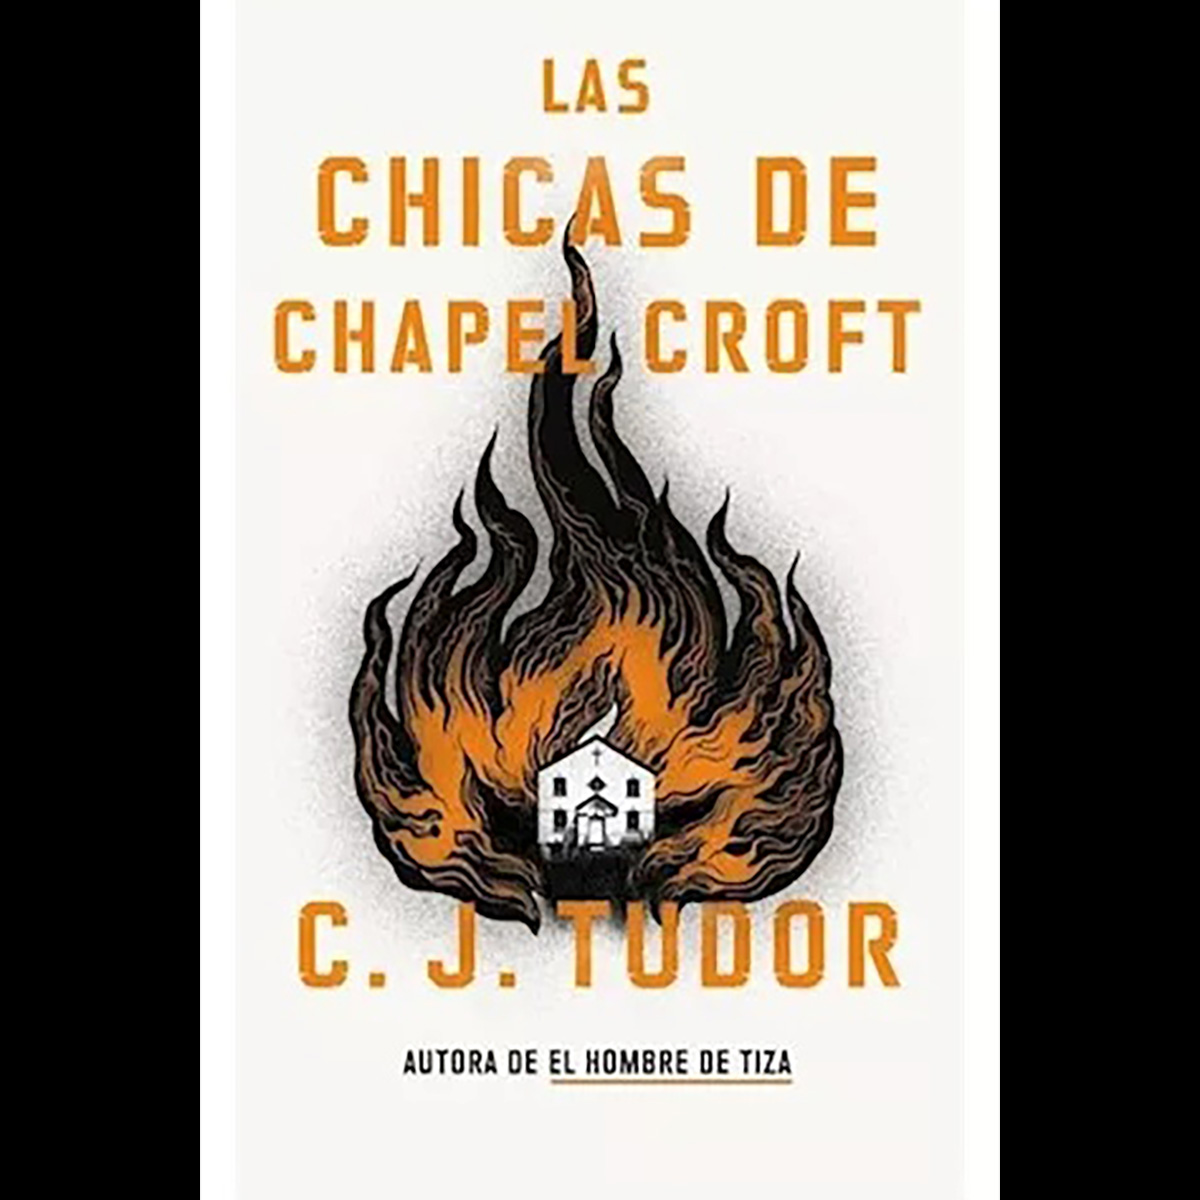 LAS
CHICAS DE
CHAPEL CROFT
C. J. TUDOR
AUTORA DE EL HOMBRE DE TIZA